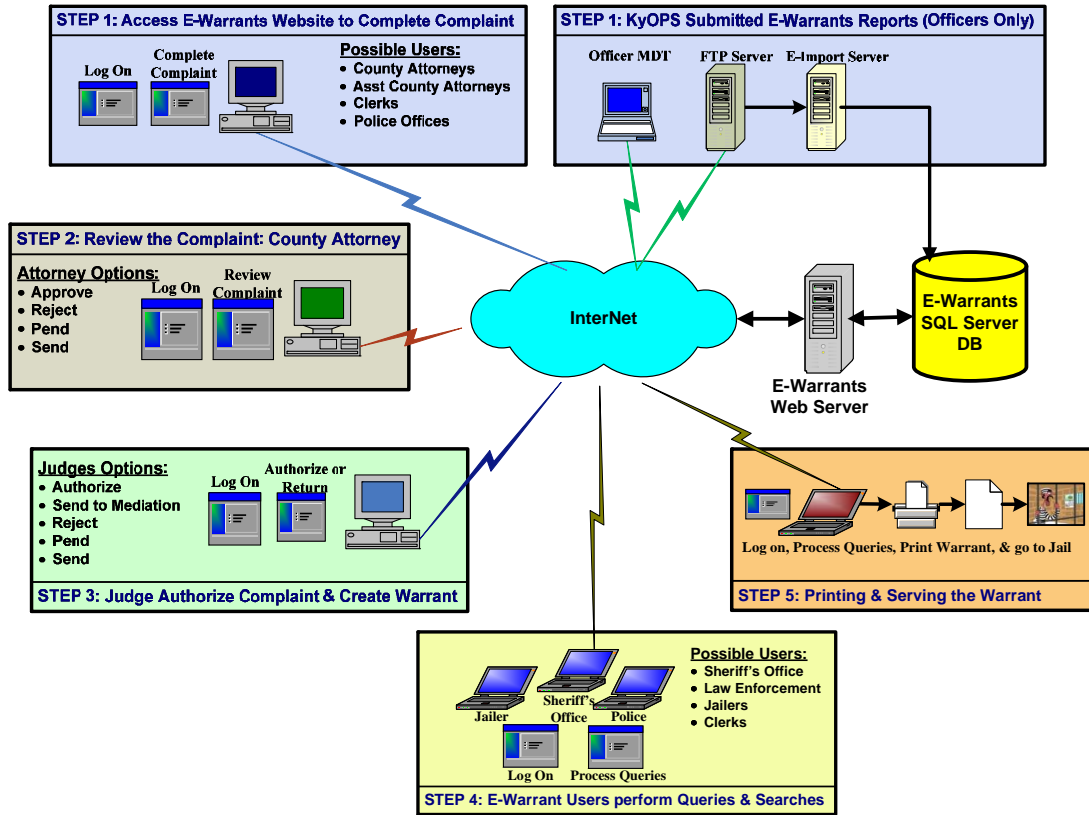 STEP 1: Access E-Warrants Website to Complete Complaint
Log On
Complete
Complaint
Possible Users:
• County Attorneys
• Asst County Attorneys
• Clerks
• Police Offices
STEP 1: KyOPS Submitted E-Warrants Reports (Officers Only)
Officer MDT
FTP Server
E-Import Server
STEP 2: Review the Complaint: County Attorney
Attorney Options:
• Approve
• Reject
• Pend
• Send
Log On
Review
Complaint
InterNet
E-Warrants
Web Server
E-Warrants
SQL Server
DB
Judges Options:
• Authorize
• Send to Mediation
• Reject
• Pend
• Send
Log On
Authorize or
Return
STEP 3: Judge Authorize Complaint & Create Warrant
Log on, Process Queries, Print Warrant, & go to Jail
STEP 5: Printing & Serving the Warrant
Jailer
Sheriff's
Office
Police
Log On
Process Queries
Possible Users:
• Sheriff's Office
• Law Enforcement
• Jailers
• Clerks
STEP 4: E-Warrant Users perform Queries & Searches